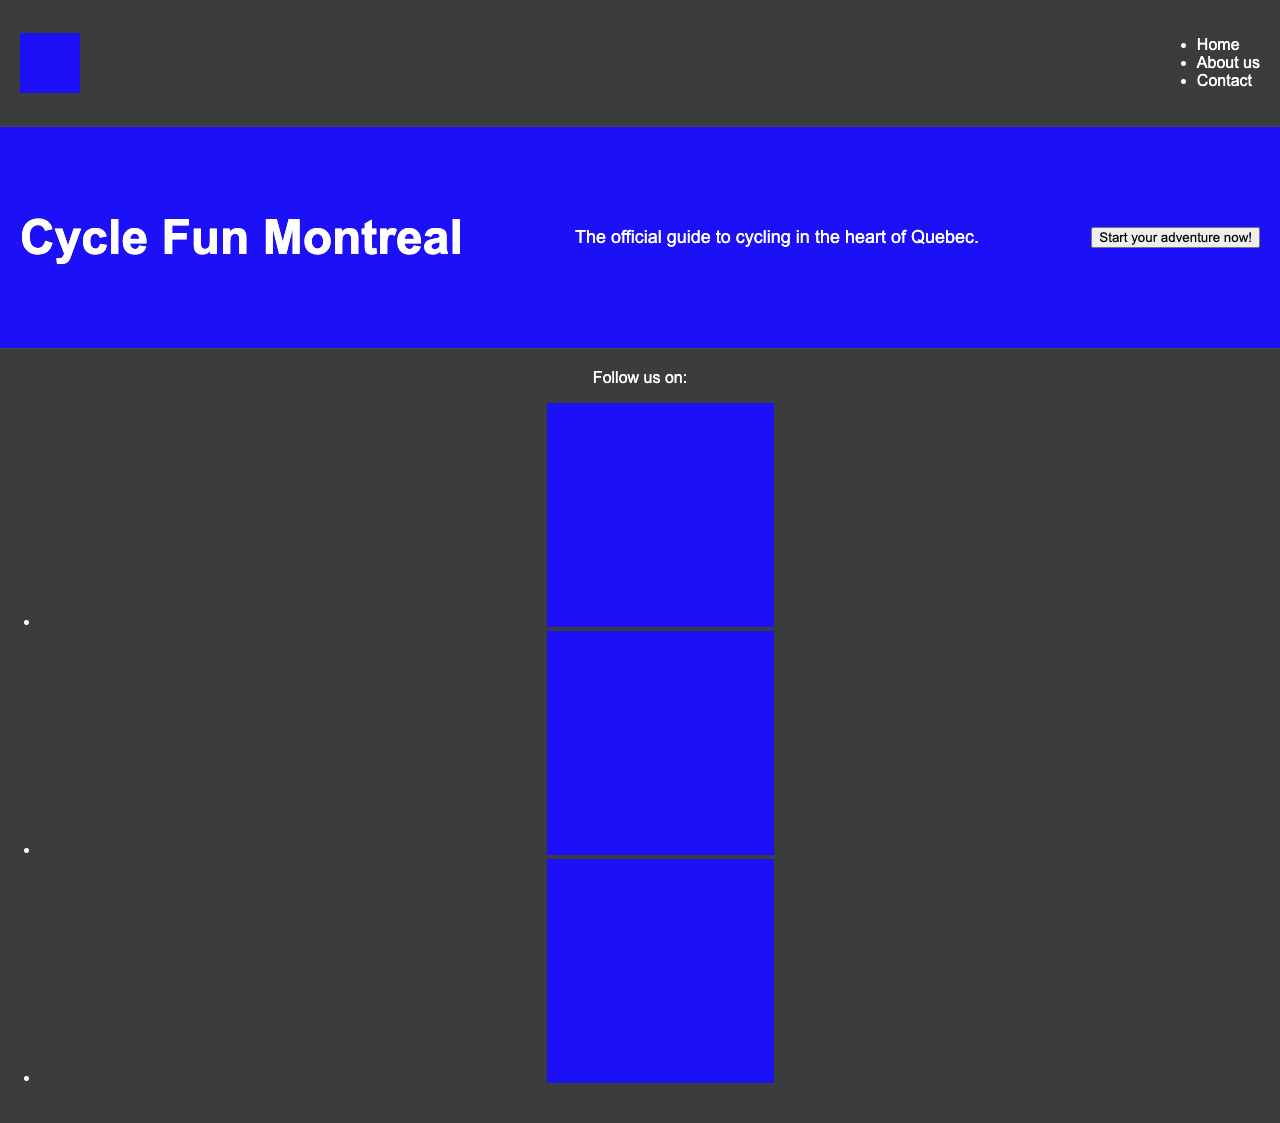 Home
About us
Contact
Cycle Fun Montreal
The official guide to cycling in the heart of Quebec.
Start your adventure now!
Follow us on: